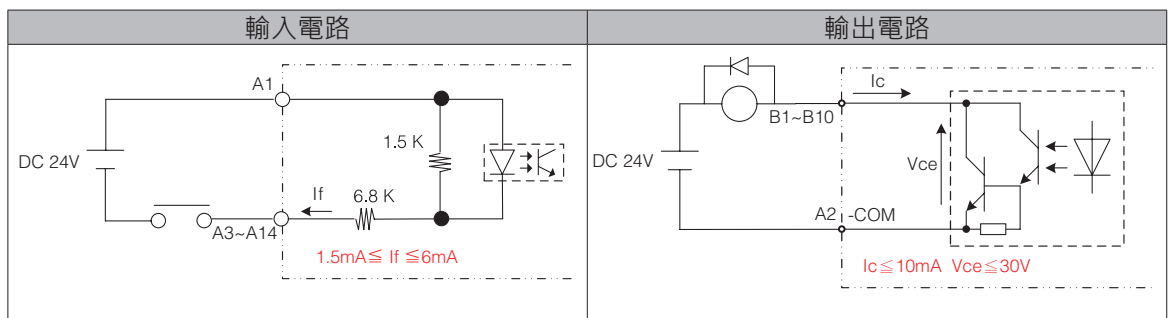 輸入電路
輸出電路
A1
1.5 K
DC 24V
If
6.8 K
A3~A14
1.5mA≦ If ≦6mA
Ic
B1~B10
DC 24V
Vce
A2
-COM
Ic≦10mA Vce≦30V